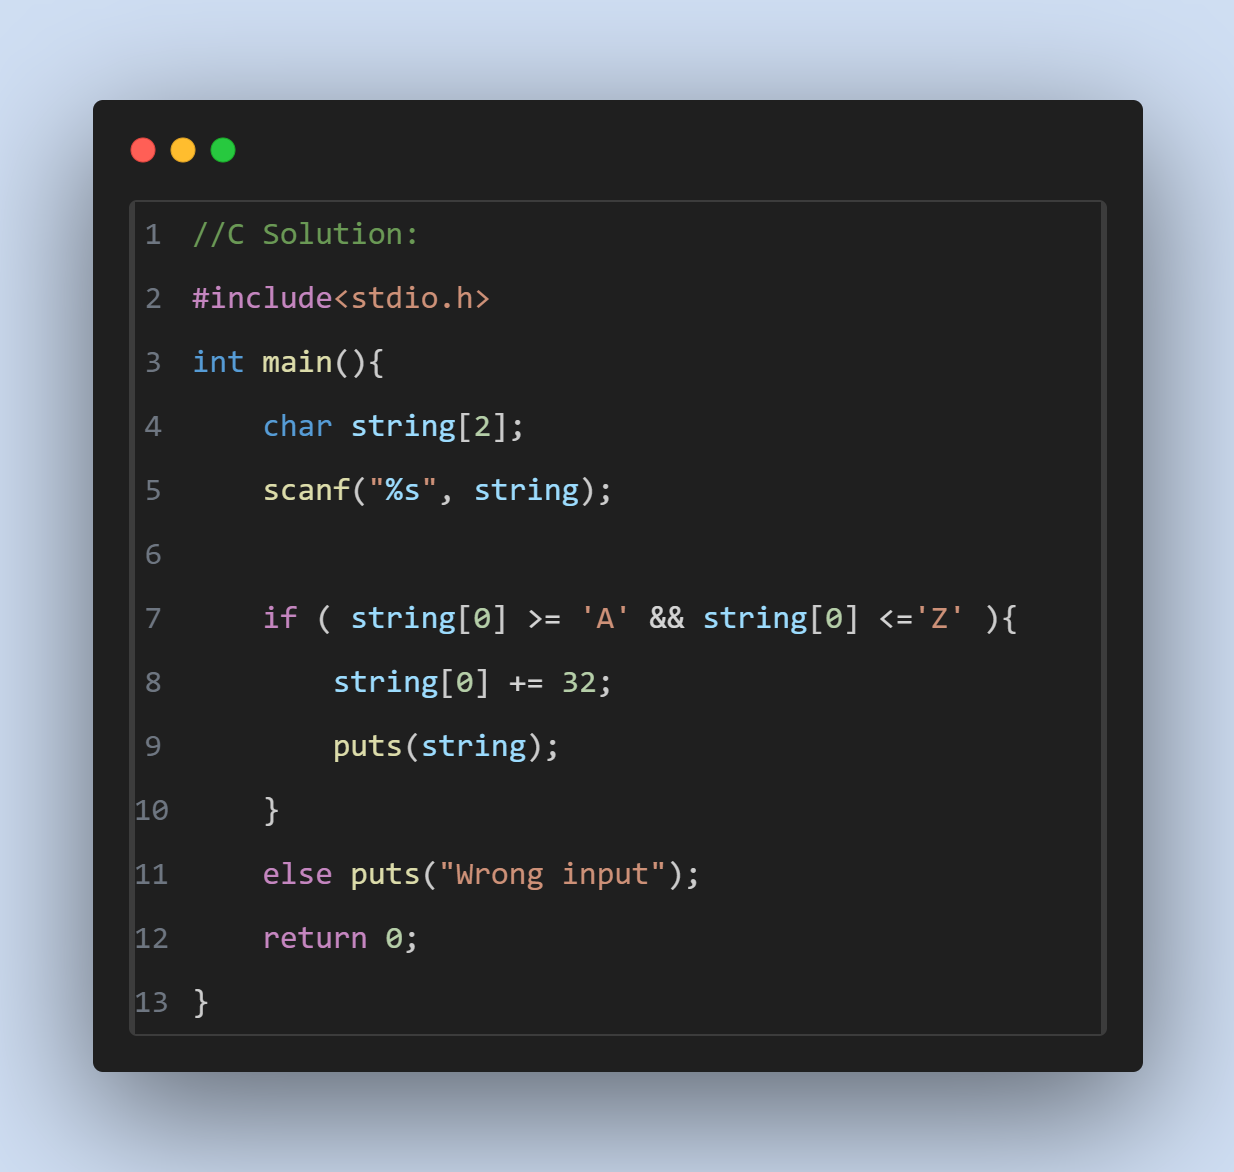 1 //C Solution:
2 #include<stdio.h>
3 int main(){
4     char string[2];
5     scanf("%s", string);
6
7     if ( string[0] >= 'A' && string[0] <='Z' ){
8         string[0] += 32;
9         puts(string);
10     }
11     else puts("Wrong input");
12     return 0;
13 }